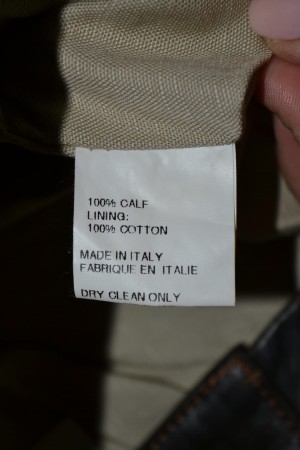 100% CALF
LINING:
100% COTTON
MADE IN ITALY
FABRIQUE EN ITALIE
DRY CLEAN ONLY